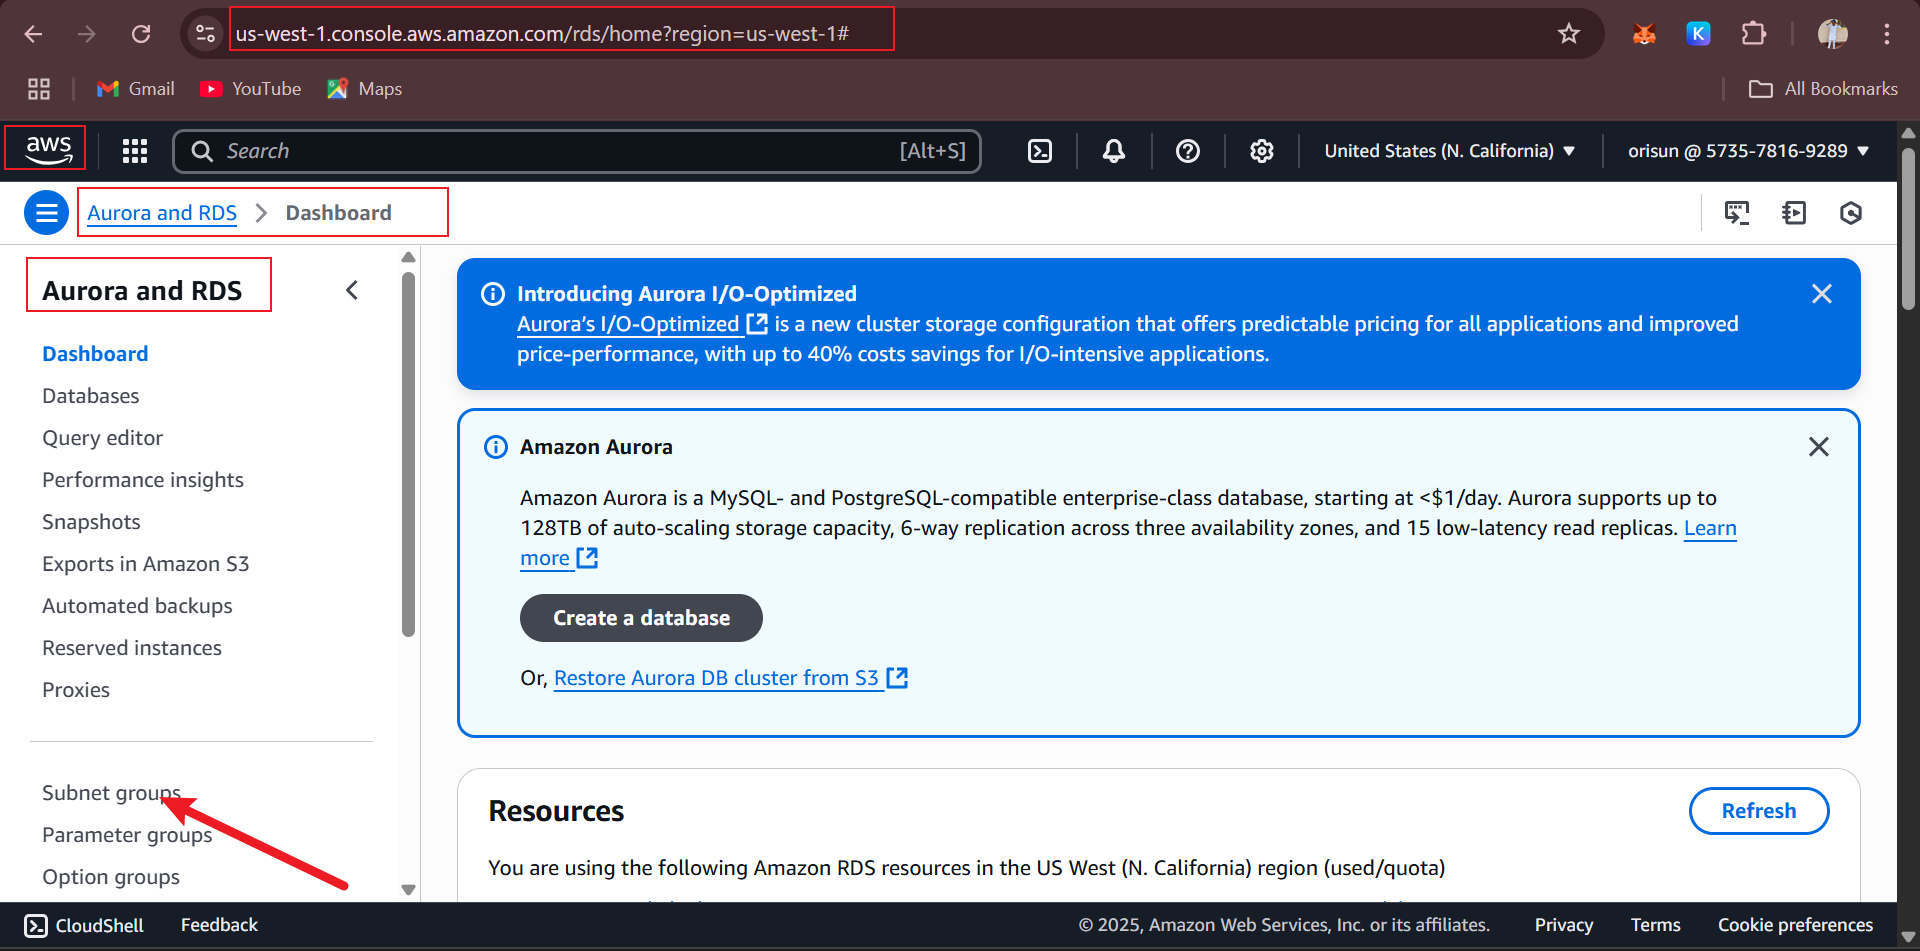 us-west-1.console.aws.amazon.com/rds/home?region=us-west-1#
K
Gmail
YouTube
Maps
All Bookmarks
aws
Search
[Alt+S]
United States (N. California)
orisun @ 5735-7816-9289
Aurora and RDS > Dashboard
Aurora and RDS
Dashboard
Databases
Query editor
Performance insights
Snapshots
Exports in Amazon S3
Automated backups
Reserved instances
Proxies
Subnet groups
Parameter groups
Option groups
Introducing Aurora I/O-Optimized
Aurora's I/O-Optimized is a new cluster storage configuration that offers predictable pricing for all applications and improved
price-performance, with up to 40% costs savings for I/O-intensive applications.
Amazon Aurora
Amazon Aurora is a MySQL- and PostgreSQL-compatible enterprise-class database, starting at <$1/day. Aurora supports up to
128TB of auto-scaling storage capacity, 6-way replication across three availability zones, and 15 low-latency read replicas. Learn
more
Create a database
Or, Restore Aurora DB cluster from S3
Resources
Refresh
You are using the following Amazon RDS resources in the US West (N. California) region (used/quota)
CloudShell
Feedback
© 2025, Amazon Web Services, Inc. or its affiliates.
Privacy
Terms
Cookie preferences